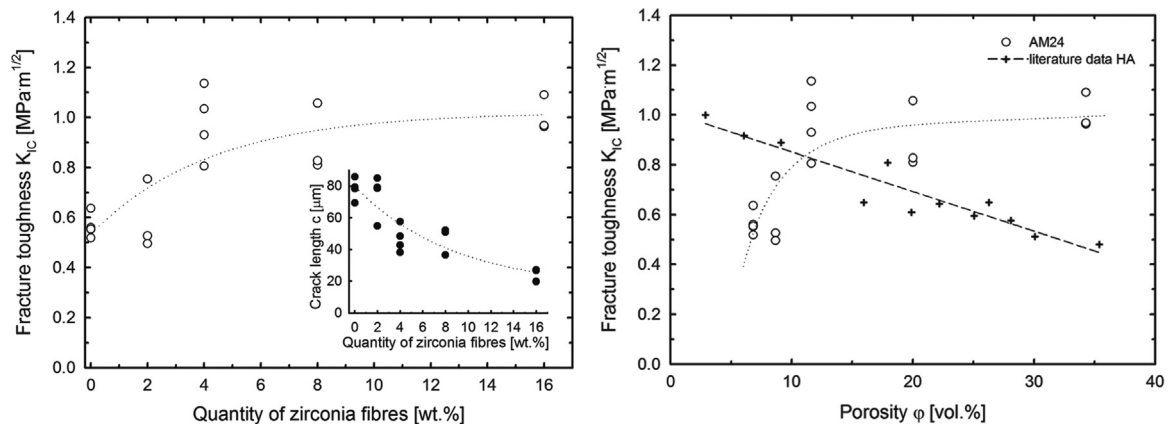 1.4
1.2
1.0
0.8
0.6
0.4
0.2
0.0
Fracture toughness K_IC [MPa·m^1/2]
0 2 4 6 8 10 12 14 16
Quantity of zirconia fibres [wt.%]
80
60
40
20
0
Crack length c [µm]
0 2 4 6 8 10 12 14 16
Quantity of zirconia fibres [wt.%]
1.4
1.2
1.0
0.8
0.6
0.4
0.2
0.0
Fracture toughness K_IC [MPa·m^1/2]
AM24
literature data HA
0 10 20 30 40
Porosity φ [vol.%]